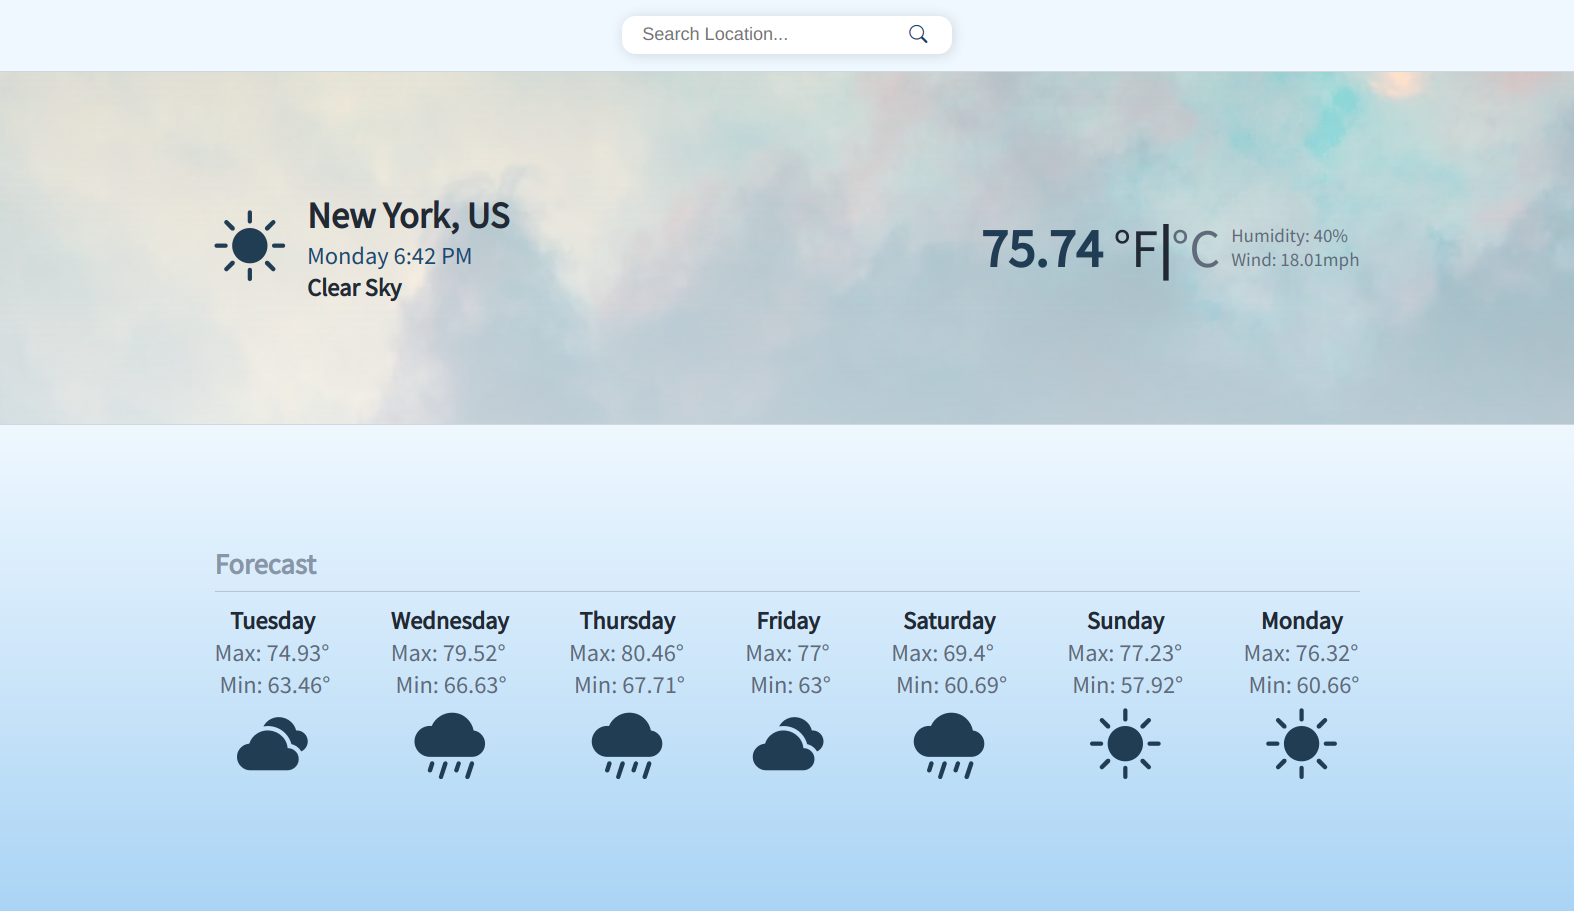 Search Location...
New York, US
Monday 6:42 PM
Clear Sky
75.74 °F|°C
Humidity: 40%
Wind: 18.01mph
Forecast
Tuesday
Max: 74.93°
Min: 63.46°
Wednesday
Max: 79.52°
Min: 66.63°
Thursday
Max: 80.46°
Min: 67.71°
Friday
Max: 77°
Min: 63°
Saturday
Max: 69.4°
Min: 60.69°
Sunday
Max: 77.23°
Min: 57.92°
Monday
Max: 76.32°
Min: 60.66°